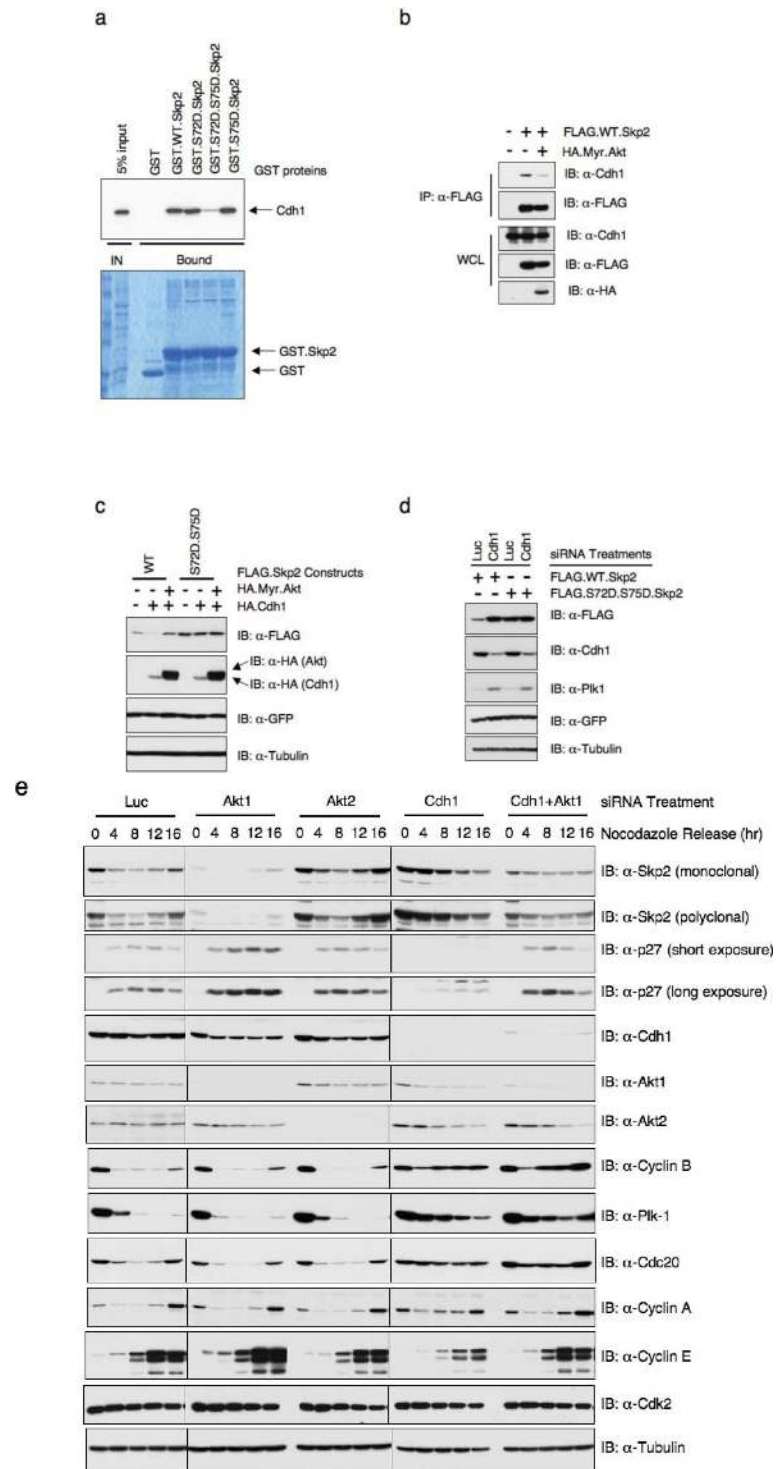 a
5% input
GST
GST.WT.Skp2
GST.S72D.Skp2
GST.S72D.S75D.Skp2
GST.S75D.Skp2
GST proteins
Cdh1
IN
Bound
GST.Skp2
GST
b
- + + FLAG.WT.Skp2
- - + HA.Myr.Akt
IP: α-FLAG
IB: α-Cdh1
IB: α-FLAG
WCL
IB: α-Cdh1
IB: α-FLAG
IB: α-HA
c
WT
S72D.S75D
FLAG.Skp2 Constructs
- - + - - + HA.Myr.Akt
- + + - + + HA.Cdh1
IB: α-FLAG
IB: α-HA (Akt)
IB: α-HA (Cdh1)
IB: α-GFP
IB: α-Tubulin
d
Luc
Cdh1
Luc
Cdh1
siRNA Treatments
+ + - - FLAG.WT.Skp2
- - + + FLAG.S72D.S75D.Skp2
IB: α-FLAG
IB: α-Cdh1
IB: α-Plk1
IB: α-GFP
IB: α-Tubulin
e
Luc Akt1 Akt2 Cdh1 Cdh1+Akt1 siRNA Treatment
0 4 8 12 16 0 4 8 12 16 0 4 8 12 16 0 4 8 12 16 0 4 8 12 16 Nocodazole Release (hr)
IB: α-Skp2 (monoclonal)
IB: α-Skp2 (polyclonal)
IB: α-p27 (short exposure)
IB: α-p27 (long exposure)
IB: α-Cdh1
IB: α-Akt1
IB: α-Akt2
IB: α-Cyclin B
IB: α-Plk-1
IB: α-Cdc20
IB: α-Cyclin A
IB: α-Cyclin E
IB: α-Cdk2
IB: α-Tubulin